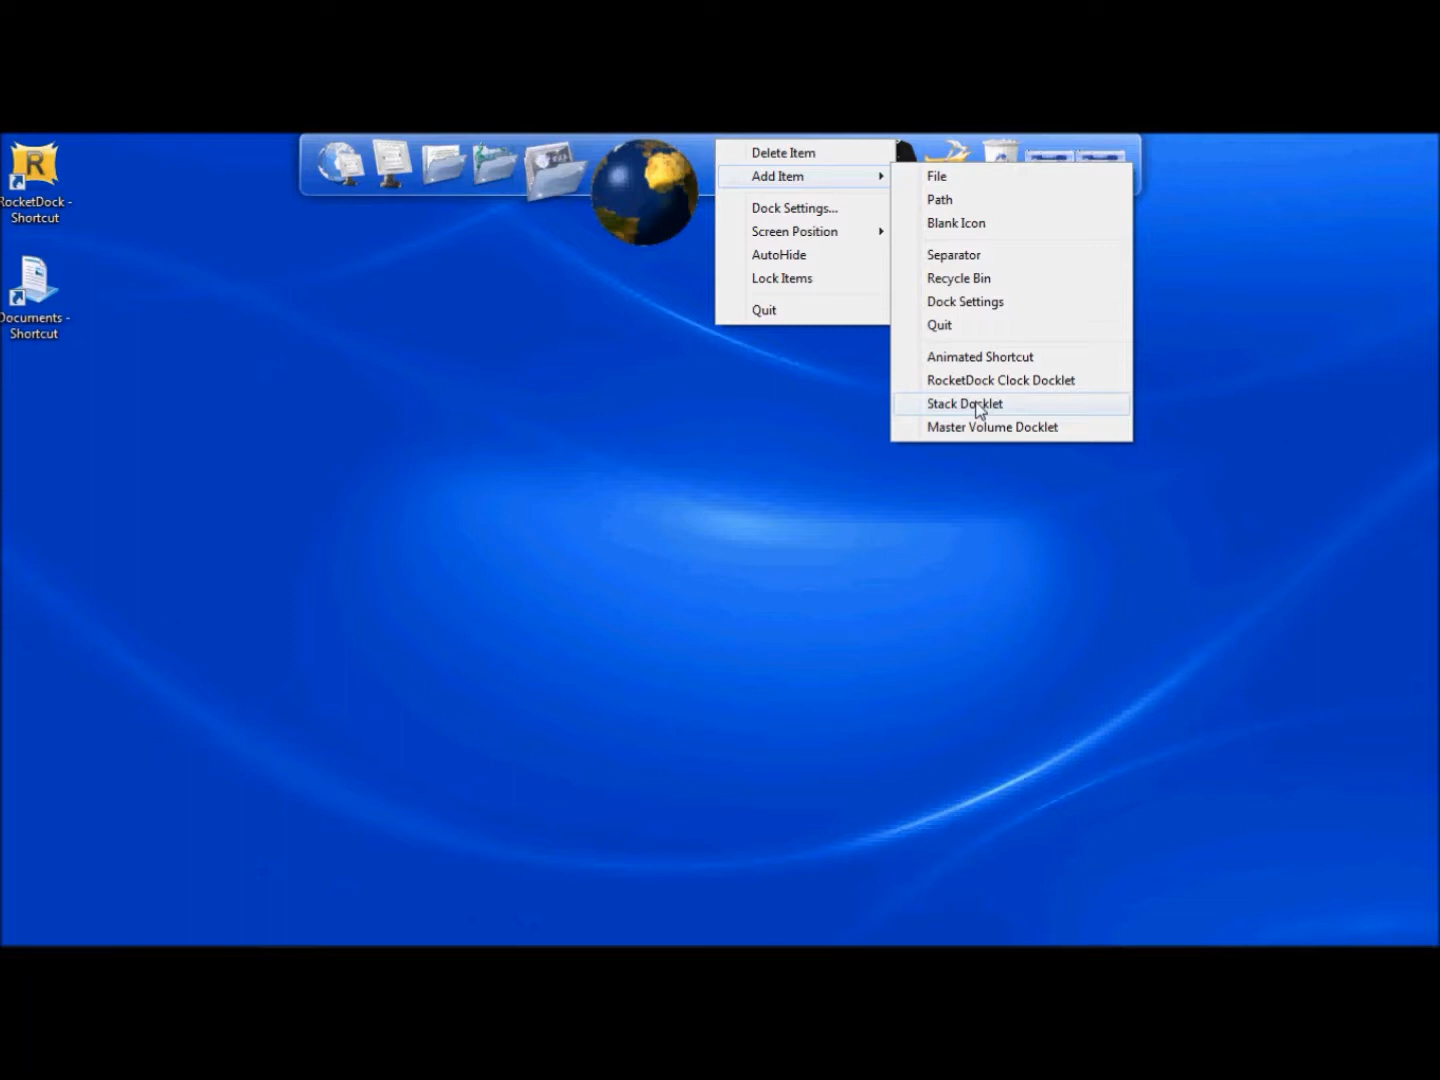 RocketDock -
Shortcut
Documents -
Shortcut
Delete Item
Add Item
Dock Settings...
Screen Position
AutoHide
Lock Items
Quit
File
Path
Blank Icon
Separator
Recycle Bin
Dock Settings
Quit
Animated Shortcut
RocketDock Clock Docklet
Stack Docklet
Master Volume Docklet